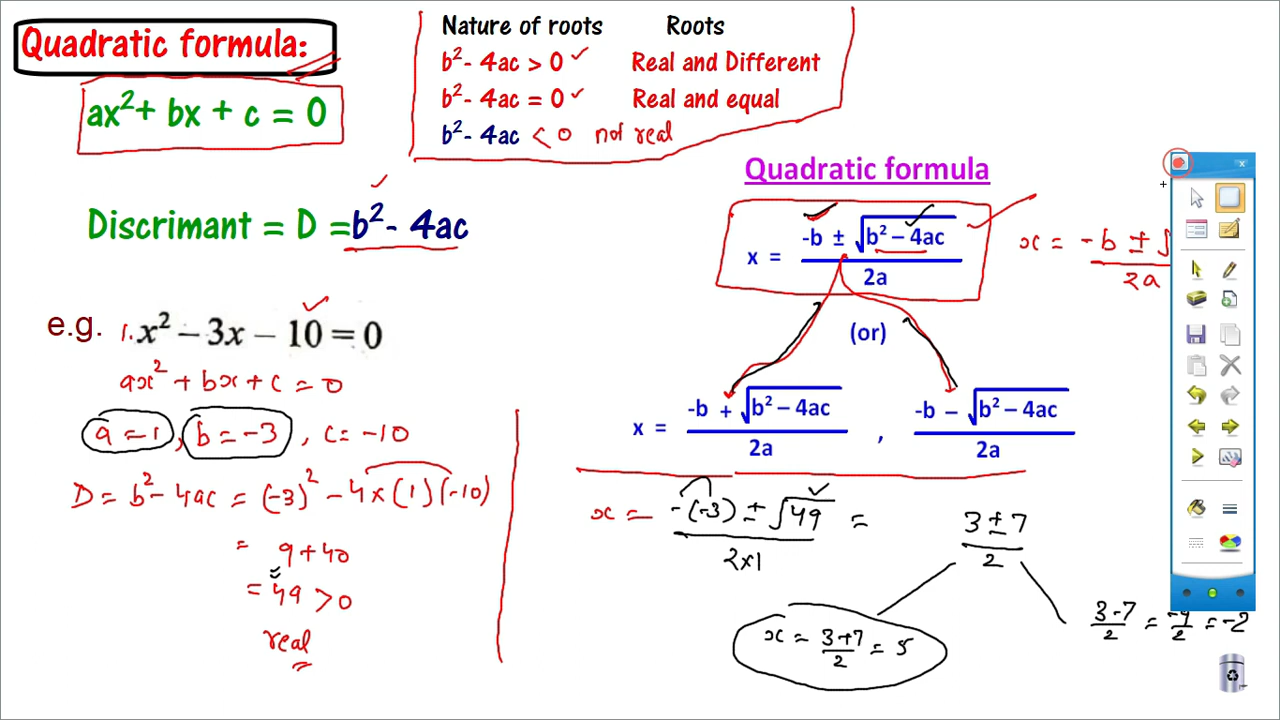 Quadratic formula:
ax²+ bx + c = 0
Nature of roots Roots
b²- 4ac > 0 ✓ Real and Different
b²- 4ac = 0 ✓ Real and equal
b²- 4ac < 0 not real
Discrimant = D = b²- 4ac
Quadratic formula
x = (-b ± √(b² – 4ac)) / 2a
x = (-b ± √ / 2a
(or)
x = (-b + √(b² – 4ac)) / 2a , (-b – √(b² – 4ac)) / 2a
e.g. 1. x² – 3x – 10 = 0
ax² + bx + c = 0
a = 1, b = -3, c = -10
D = b² - 4ac = (-3)² - 4x(1)(-10)
= 9 + 40
= 49 > 0
real
x = (-(-3) ± √49) / 2x1 = (3 ± 7) / 2
x = (3+7)/2 = 5
(3-7)/2 = -4/2 = -2